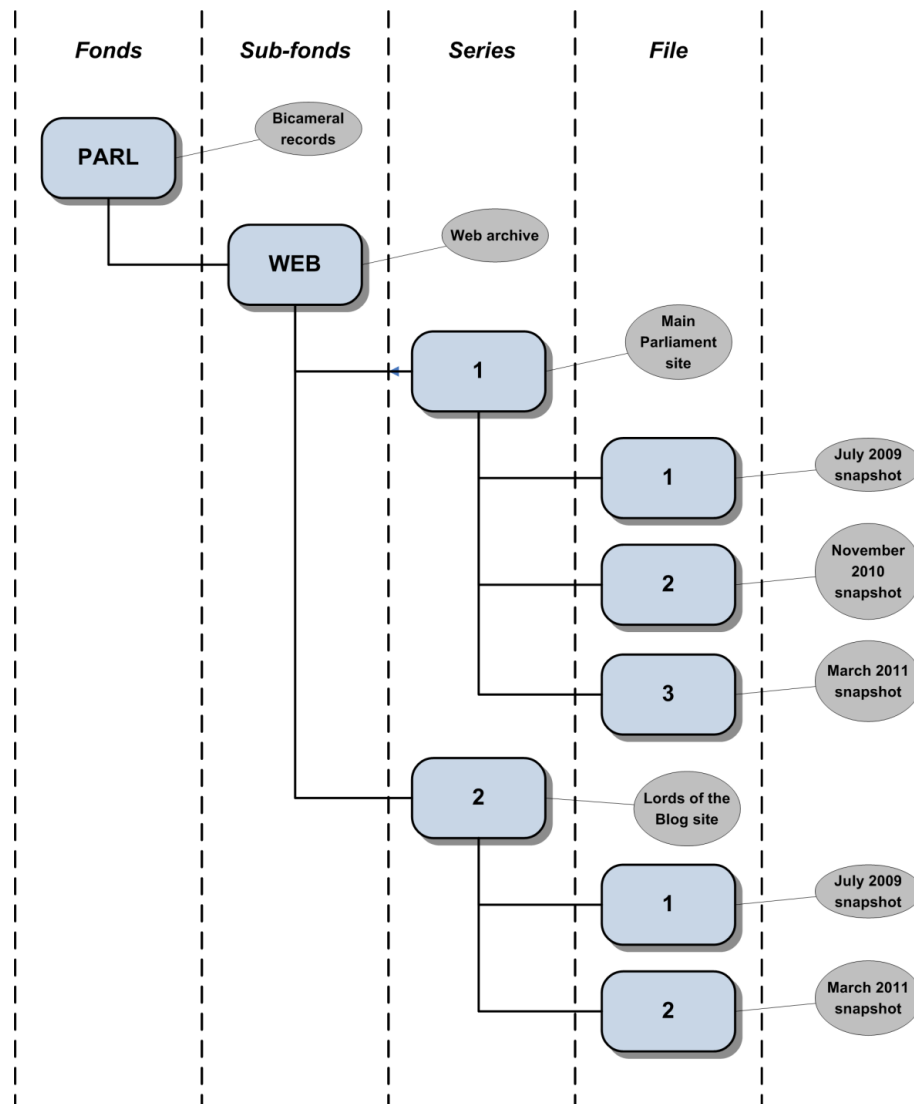 Fonds
Sub-fonds
Series
File
PARL
Bicameral
records
WEB
Web archive
1
Main
Parliament
site
1
July 2009
snapshot
2
November
2010
snapshot
3
March 2011
snapshot
2
Lords of the
Blog site
1
July 2009
snapshot
2
March 2011
snapshot